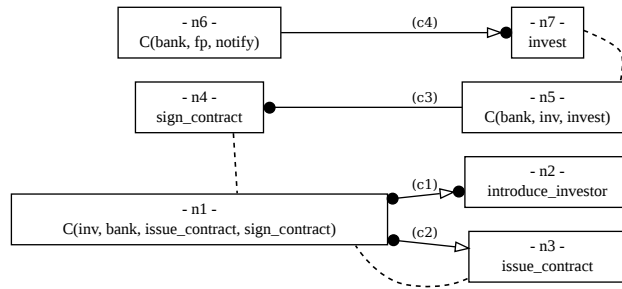 - n6 -
C(bank, fp, notify)
(c4)
- n7 -
invest
- n4 -
sign_contract
(c3)
- n5 -
C(bank, inv, invest)
- n1 -
C(inv, bank, issue_contract, sign_contract)
(c1)
- n2 -
introduce_investor
(c2)
- n3 -
issue_contract